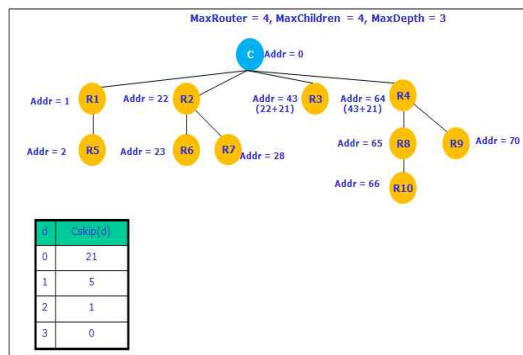 MaxRouter = 4, MaxChildren = 4, MaxDepth = 3
C
Addr = 0
Addr = 1
R1
Addr = 22
R2
Addr = 43
(22+21)
R3
Addr = 64
(43+21)
R4
Addr = 2
R5
Addr = 23
R6
R7
Addr = 28
Addr = 65
R8
R9
Addr = 70
Addr = 66
R10
d Cskip(d)
0 21
1 5
2 1
3 0